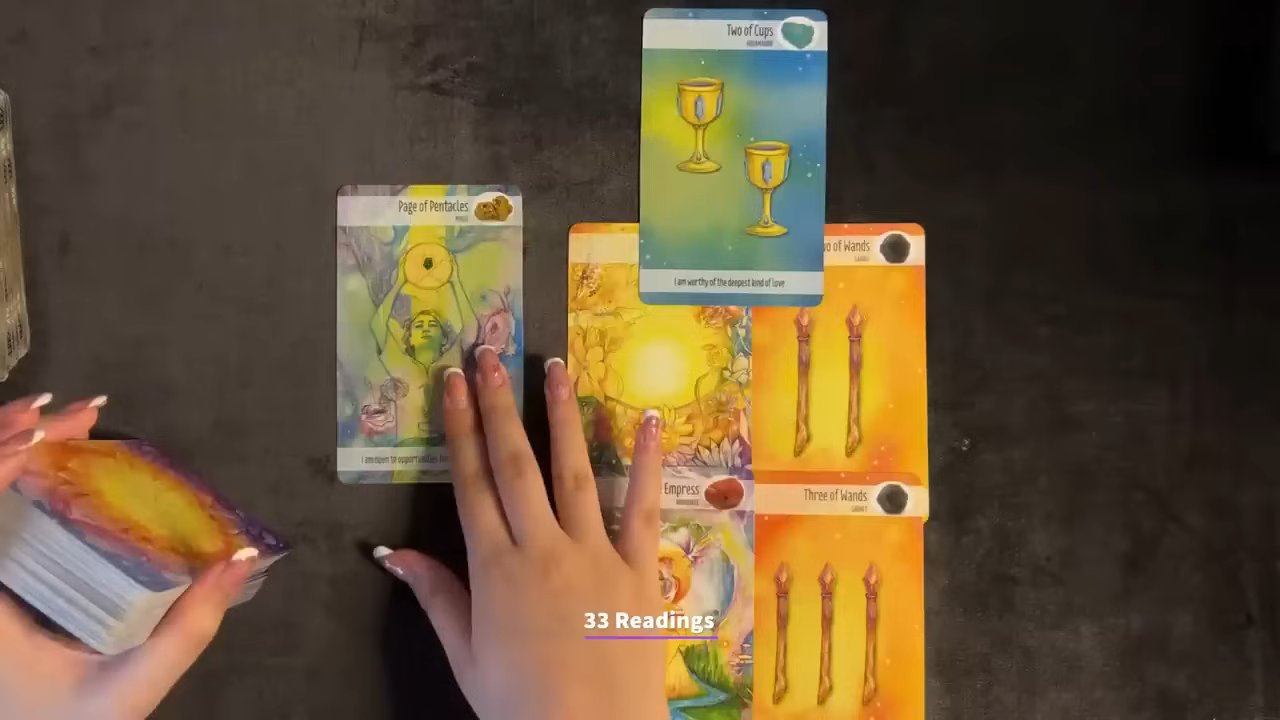 Two of Cups
I am worthy of the deepest kind of love
Page of Pentacles
I am open to opportunities
of Wands
Empress
Three of Wands
GARNET
33 Readings